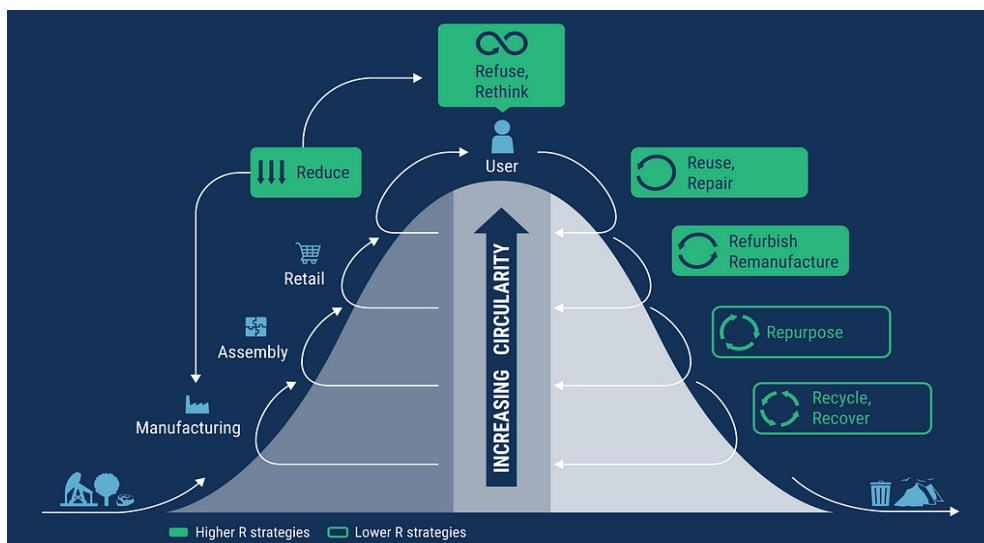 Refuse,
Rethink
User
Reduce
Reuse,
Repair
Refurbish
Remanufacture
Retail
Repurpose
Assembly
Recycle,
Recover
Manufacturing
INCREASING CIRCULARITY
Higher R strategies
Lower R strategies